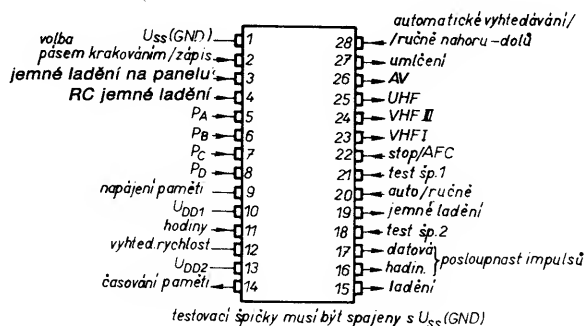 volba
pásem krakováním/zápis
jemné ladění na panelu
RC jemné ladění
PA
PB
PC
PD
napájení paměti
UDD1
hodiny
vyhled.rychlost
UDD2
časování paměti
USS(GND)
1
2
3
4
5
6
7
8
9
10
11
12
13
14
28
27
26
25
24
23
22
21
20
19
18
17
16
15
automatické vyhledávání/
/ručně nahoru-dolů
umlčení
AV
UHF
VHF III
VHF I
stop/AFC
test šp.1
auto/ručně
jemné ladění
test šp.2
datová
hadin.
posloupnast impulsů
ladění
testovací špičky musí být spajeny s USS(GND)